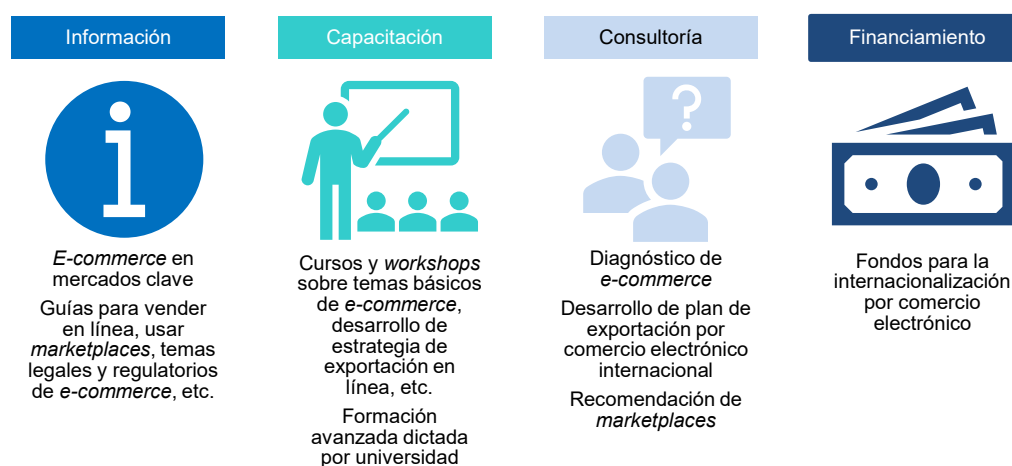 Información
E-commerce en
mercados clave
Guías para vender
en línea, usar
marketplaces, temas
legales y regulatorios
de e-commerce, etc.
Capacitación
Cursos y workshops
sobre temas básicos
de e-commerce,
desarrollo de
estrategia de
exportación en
línea, etc.
Formación
avanzada dictada
por universidad
Consultoría
?
Diagnóstico de
e-commerce
Desarrollo de plan de
exportación por
comercio electrónico
internacional
Recomendación de
marketplaces
Financiamiento
Fondos para la
internacionalización
por comercio
electrónico